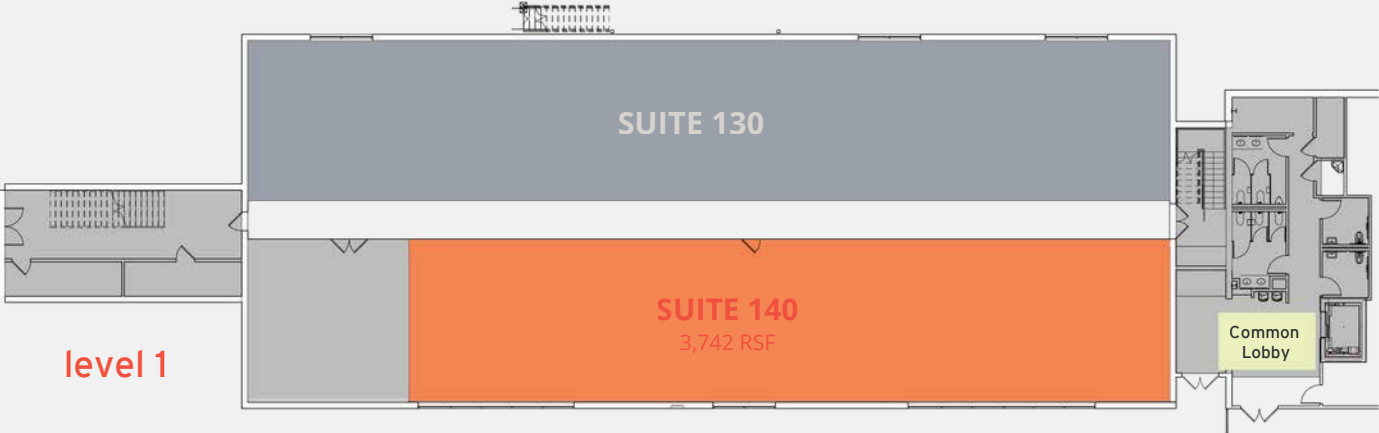 SUITE 130
SUITE 140
3,742 RSF
Common
Lobby
level 1